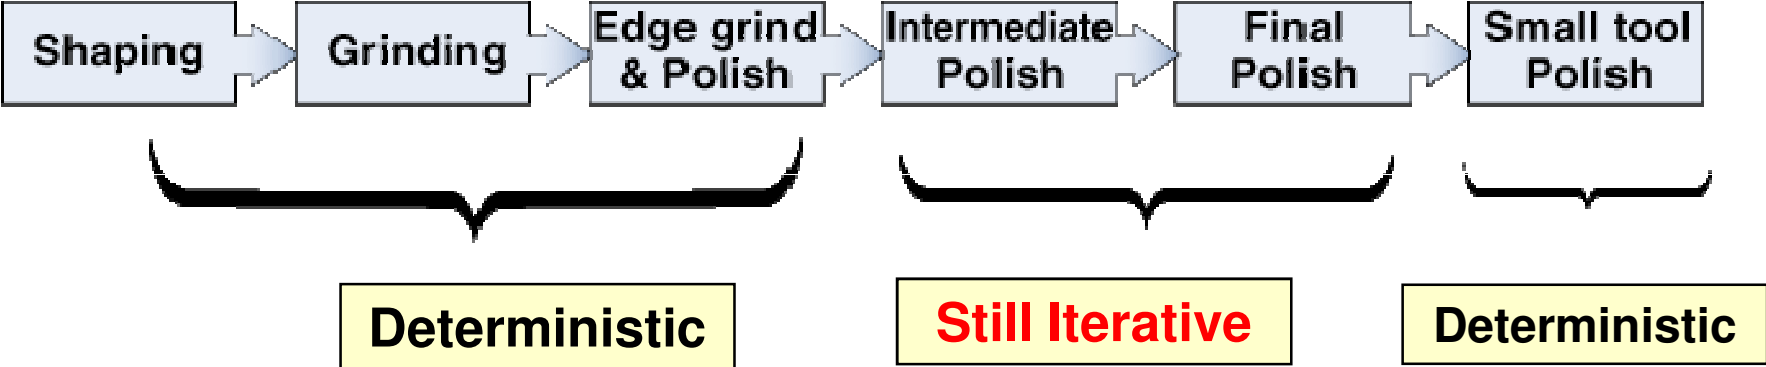 Shaping
Grinding
Edge grind
& Polish
Intermediate
Polish
Final
Polish
Small tool
Polish
Deterministic
Still Iterative
Deterministic